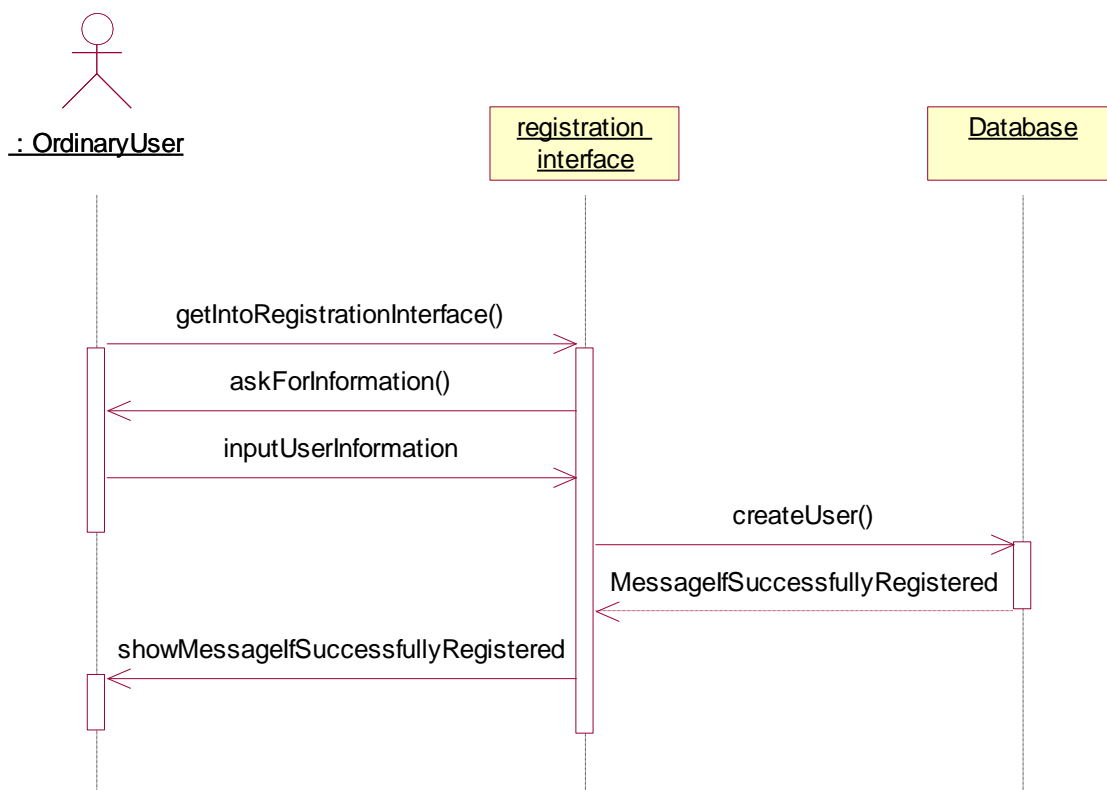 : OrdinaryUser
registration
interface
Database
getIntoRegistrationInterface()
askForInformation()
inputUserInformation
createUser()
MessageIfSuccessfullyRegistered
showMessageIfSuccessfullyRegistered